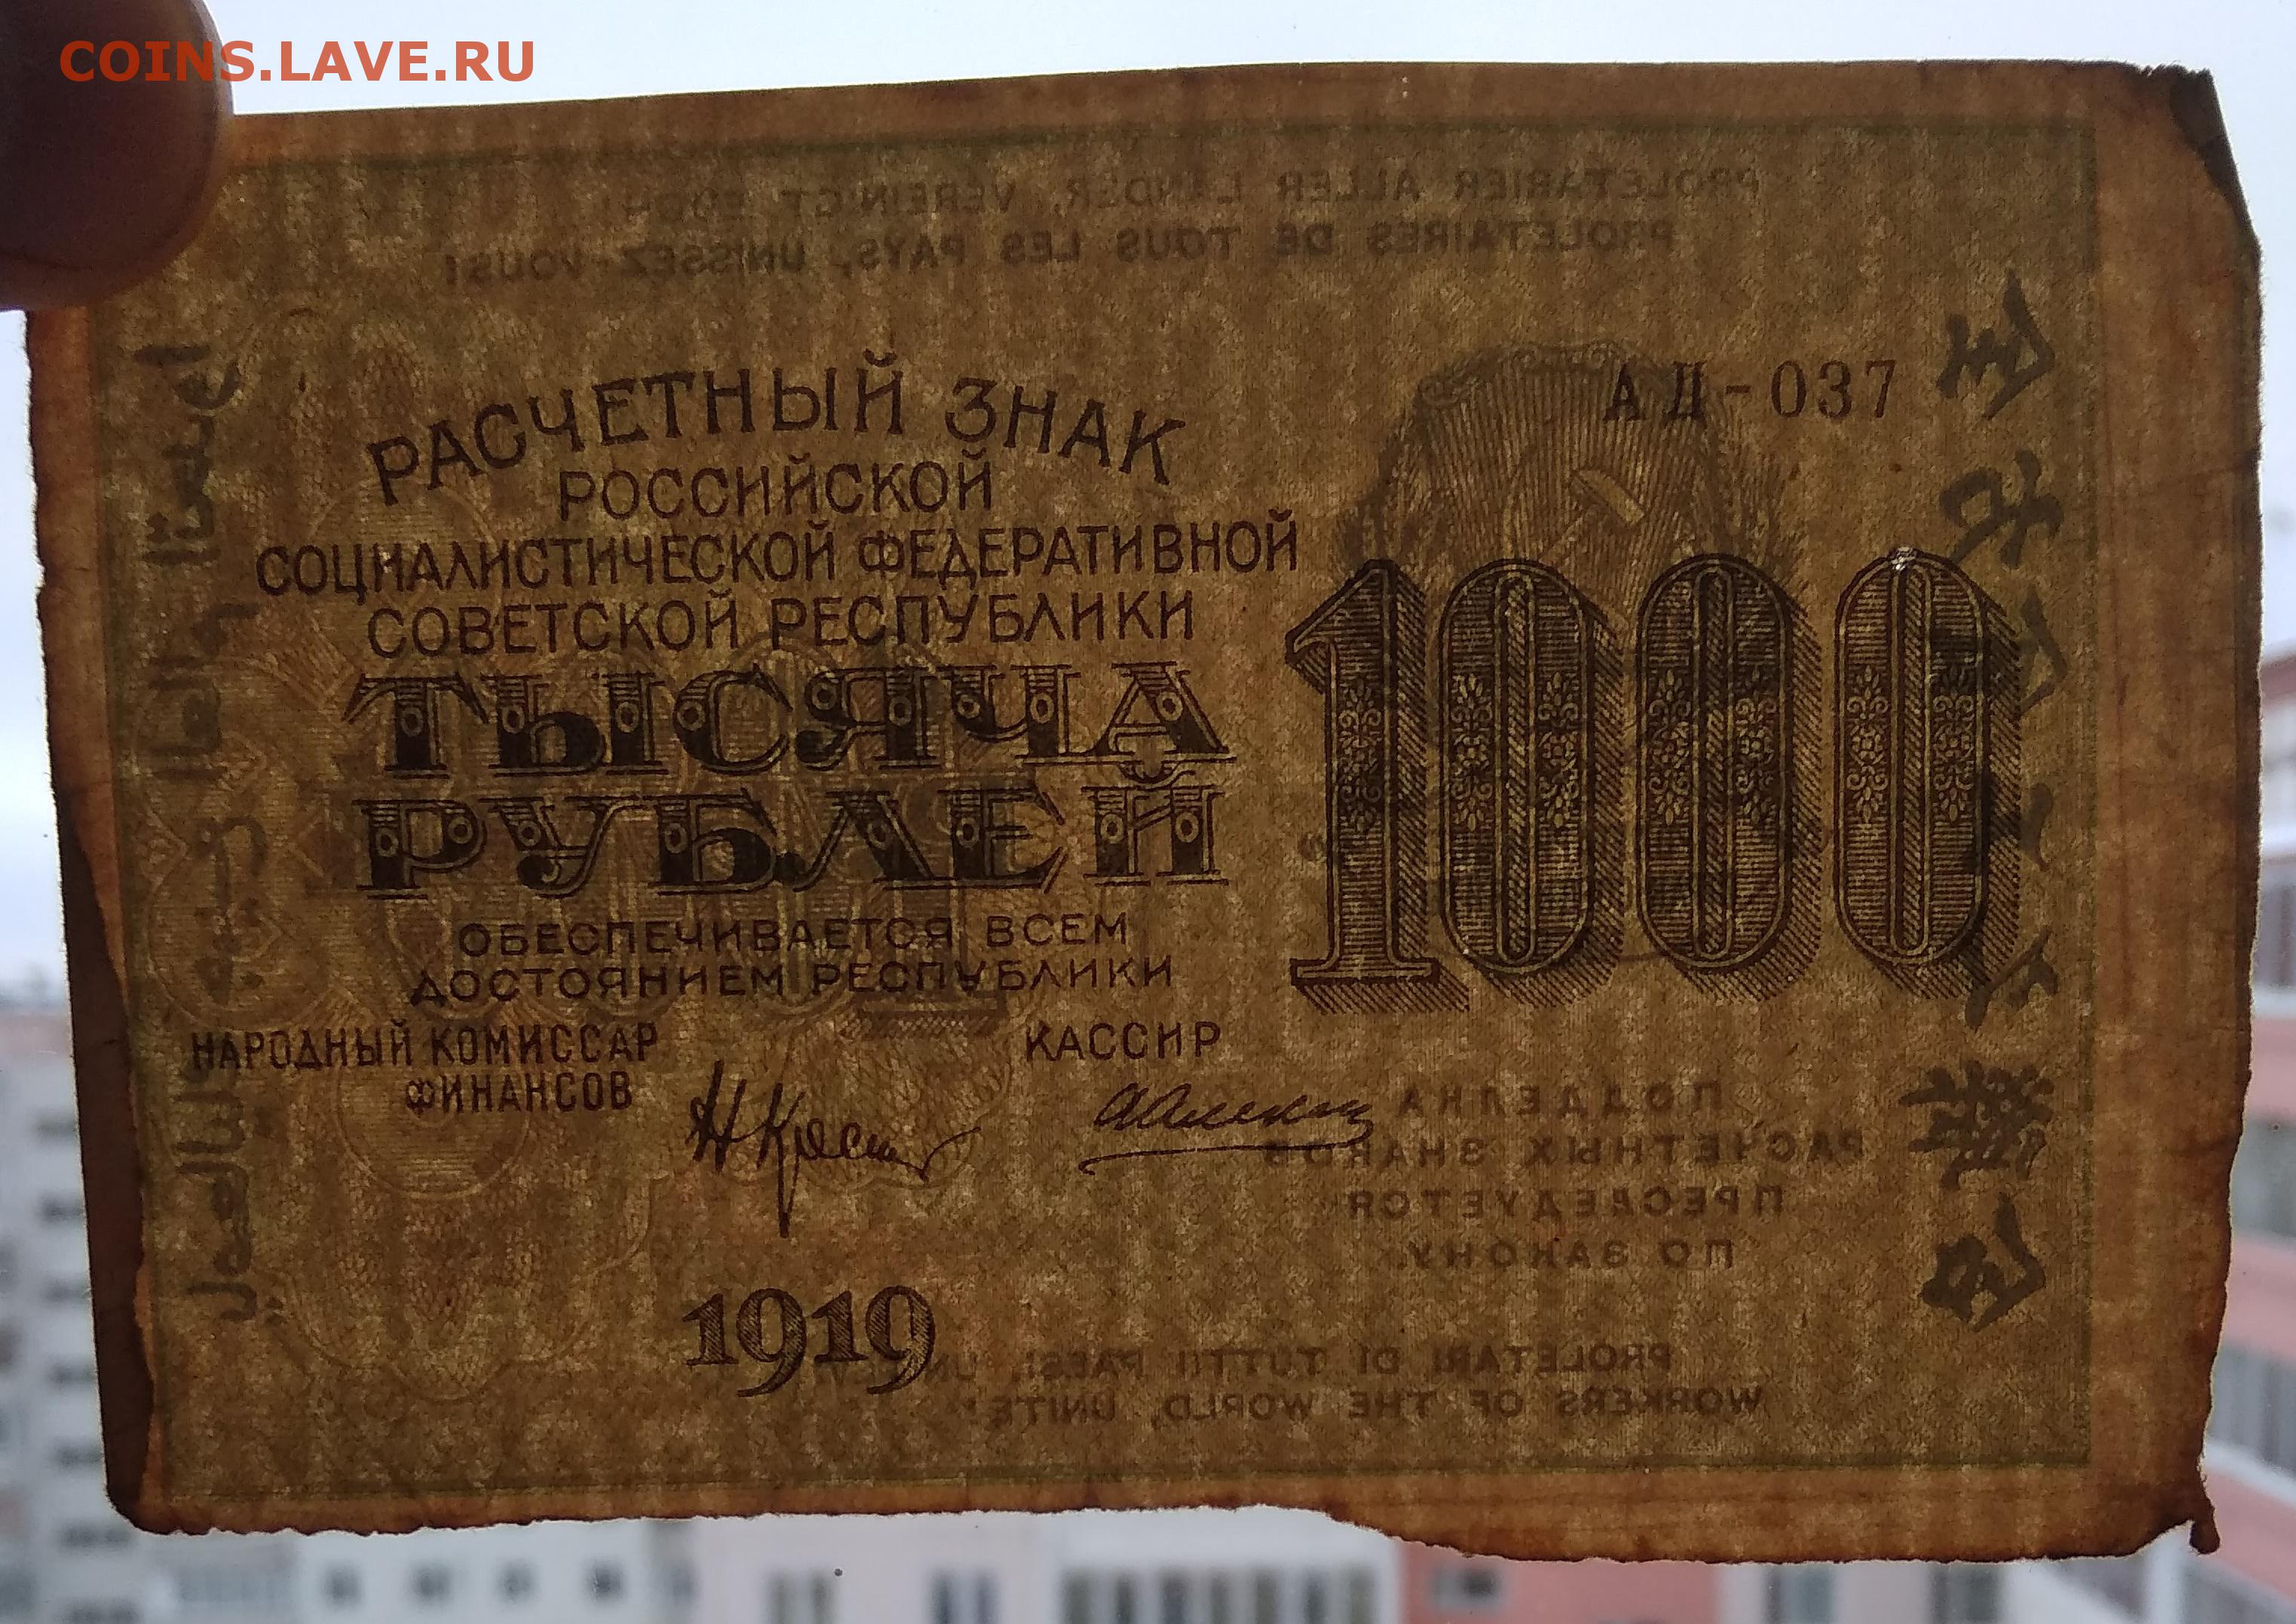 COINS.LAVE.RU
PROLETARIER ALLER LÄNDER, VEREINIGT EUCH!
PROLETAIRES DE TOUS LES PAYS, UNISSEZ-VOUS!
АД-037
РАСЧЕТНЫЙ ЗНАК
РОССИЙСКОЙ
СОЦИАЛИСТИЧЕСКОЙ ФЕДЕРАТИВНОЙ
СОВЕТСКОЙ РЕСПУБЛИКИ
ТЫСЯЧА
РУБЛЕЙ
1000
ОБЕСПЕЧИВАЕТСЯ ВСЕМ
ДОСТОЯНИЕМ РЕСПУБЛИКИ
НАРОДНЫЙ КОМИССАР
ФИНАНСОВ
КАССИР
ПОДДЕЛКА
РАСЧЕТНЫХ ЗНАКОВ
ПРЕСЛЕДУЕТСЯ
ПО ЗАКОНУ.
1919
PROLETARI DI TUTTI I PAESI,
WORKERS OF THE WORLD, UNITE!